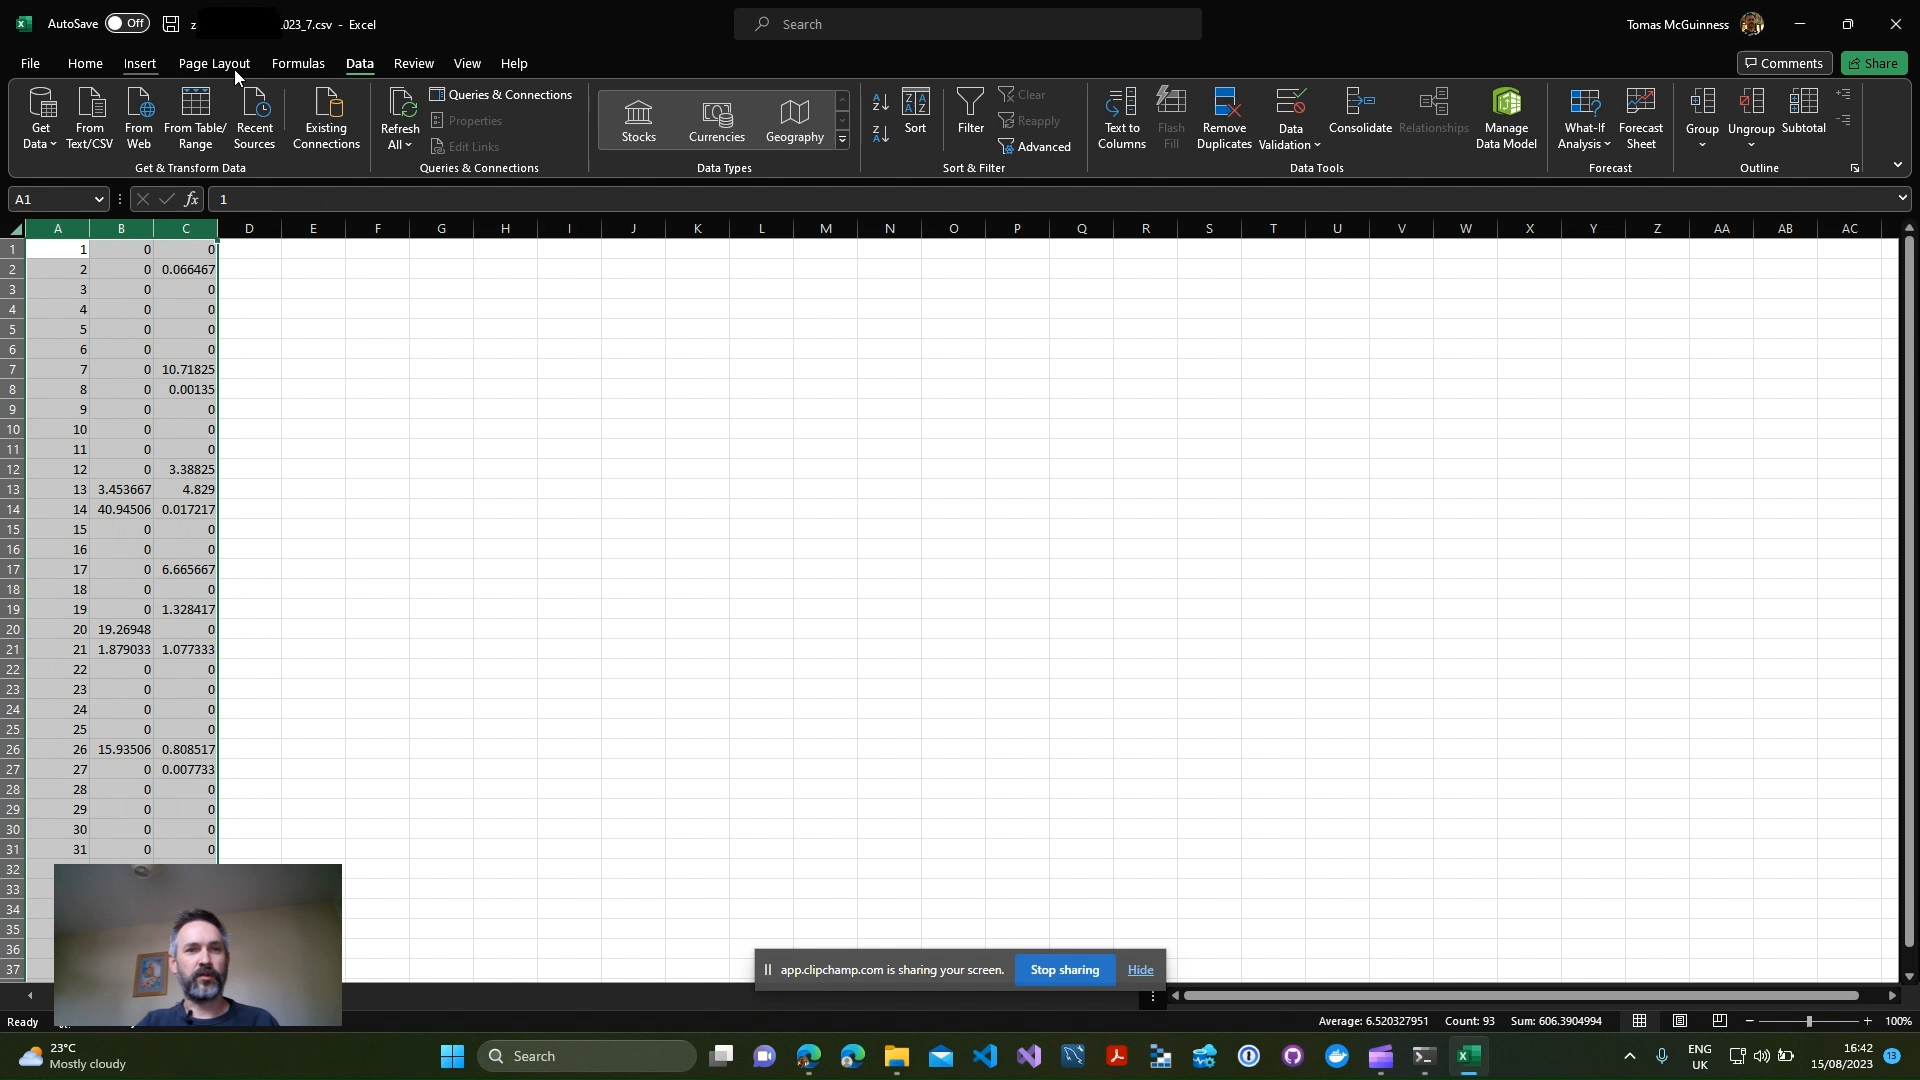 AutoSave Off z 023_7.csv - Excel Search Tomas McGuinness
File Home Insert Page Layout Formulas Data Review View Help Comments Share
Get Data From Text/CSV From Web From Table/ Range Recent Sources Existing Connections
Get & Transform Data
Refresh All Queries & Connections Properties Edit Links
Queries & Connections
Stocks Currencies Geography
Data Types
Sort Filter Clear Reapply Advanced
Sort & Filter
Text to Columns Flash Fill Remove Duplicates Data Validation Consolidate Relationships Manage Data Model
Data Tools
What-If Analysis Forecast Sheet
Forecast
Group Ungroup Subtotal
Outline
A1 fx 1
A B C D E F G H I J K L M N O P Q R S T U V W X Y Z AA AB AC
1 1 0 0
2 2 0 0.066467
3 3 0 0
4 4 0 0
5 5 0 0
6 6 0 0
7 7 0 10.71825
8 8 0 0.00135
9 9 0 0
10 10 0 0
11 11 0 0
12 12 0 3.38825
13 13 3.453667 4.829
14 14 40.94506 0.017217
15 15 0 0
16 16 0 0
17 17 0 6.665667
18 18 0 0
19 19 0 1.328417
20 20 19.26948 0
21 21 1.879033 1.077333
22 22 0 0
23 23 0 0
24 24 0 0
25 25 0 0
26 26 15.93506 0.808517
27 27 0 0.007733
28 28 0 0
29 29 0 0
30 30 0 0
31 31 0 0
32
33
34
35
36
37
app.clipchamp.com is sharing your screen. Stop sharing Hide
Ready Average: 6.520327951 Count: 93 Sum: 606.3904994 100%
23°C
Mostly cloudy
Search
ENG
UK
16:42
15/08/2023
13